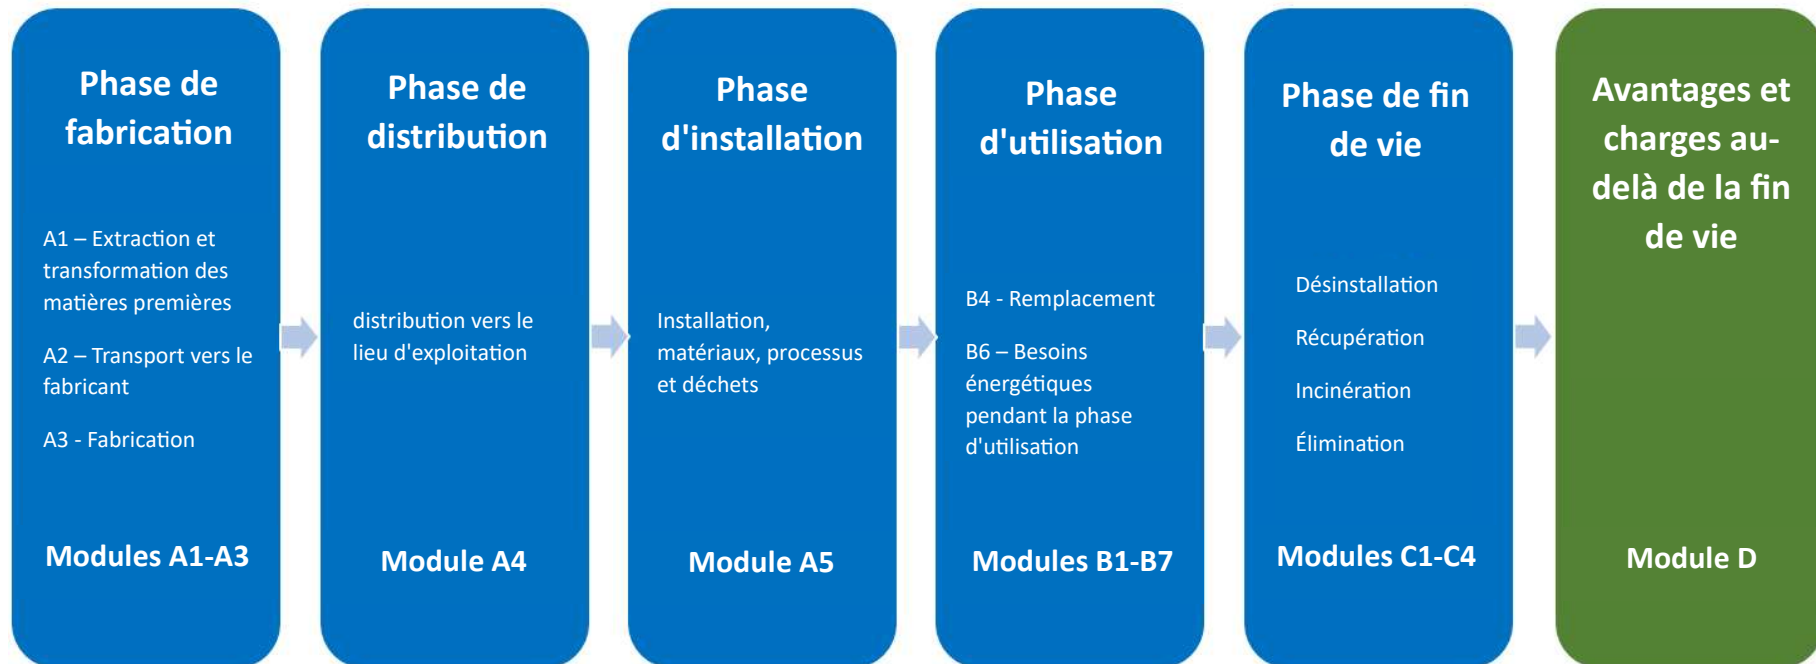 Phase de
fabrication
A1 – Extraction et
transformation des
matières premières
A2 – Transport vers le
fabricant
A3 - Fabrication
Modules A1-A3
Phase de
distribution
distribution vers le
lieu d'exploitation
Module A4
Phase
d'installation
Installation,
matériaux, processus
et déchets
Module A5
Phase
d'utilisation
B4 - Remplacement
B6 – Besoins
énergétiques
pendant la phase
d'utilisation
Modules B1-B7
Phase de fin
de vie
Désinstallation
Récupération
Incinération
Élimination
Modules C1-C4
Avantages et
charges au-
delà de la fin
de vie
Module D